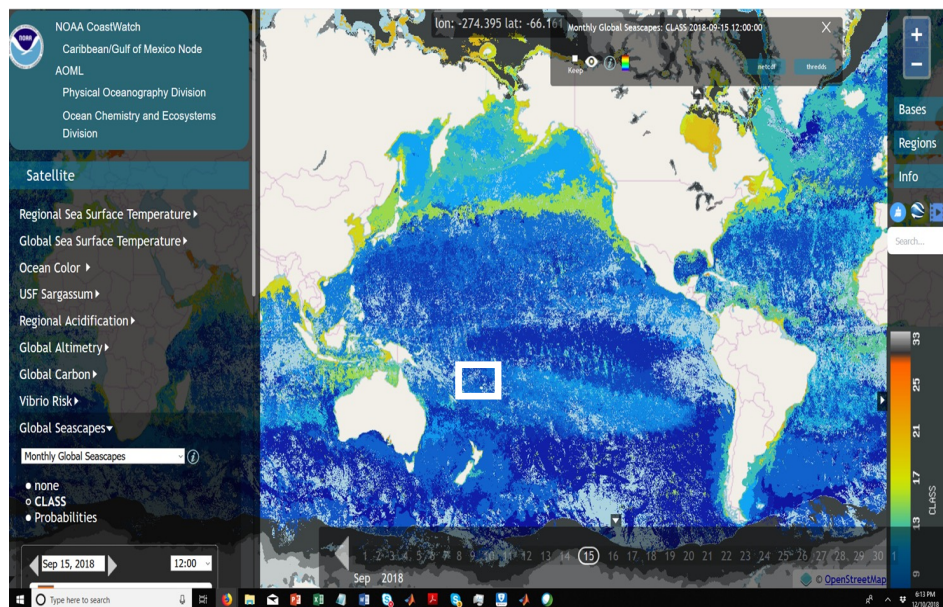 NOAA CoastWatch
Caribbean/Gulf of Mexico Node
AOML
Physical Oceanography Division
Ocean Chemistry and Ecosystems
Division
NOAA
lon: -274.395 lat: -66.161
Monthly Global Seascapes: CLASS 2018-09-15 12:00:00
X
Keep
i
netcdf
thredds
+
−
Bases
Regions
Info
Search...
Satellite
Regional Sea Surface Temperature
Global Sea Surface Temperature
Ocean Color
USF Sargassum
Regional Acidification
Global Altimetry
Global Carbon
Vibrio Risk
Global Seascapes
Monthly Global Seascapes
i
none
CLASS
Probabilities
Sep 15, 2018
12:00
33
25
21
17
13
9
CLASS
1 2 3 4 5 6 7 8 9 10 11 12 13 14 15 16 17 18 19 20 21 22 23 24 25 26 27 28 29 30
Sep 2018
© OpenStreetMap
Type here to search
6:13 PM
12/10/2018